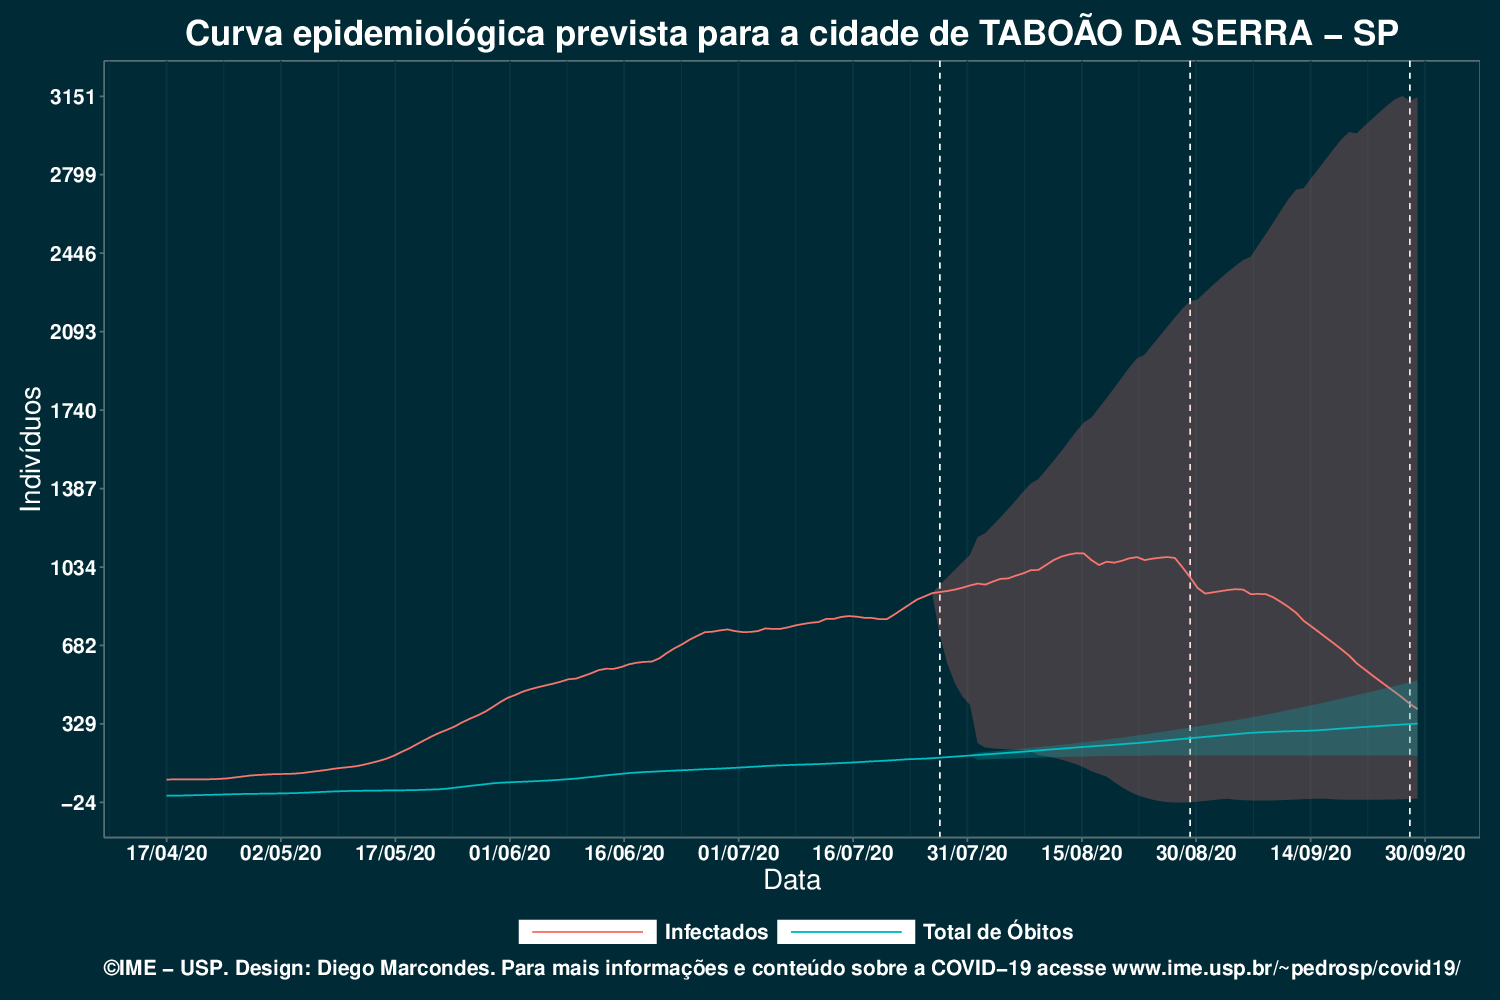 Curva epidemiológica prevista para a cidade de TABOÃO DA SERRA – SP
3151
2799
2446
2093
1740
1387
1034
682
329
−24
Indivíduos
17/04/20 02/05/20 17/05/20 01/06/20 16/06/20 01/07/20 16/07/20 31/07/20 15/08/20 30/08/20 14/09/20 30/09/20
Data
Infectados Total de Óbitos
©IME – USP. Design: Diego Marcondes. Para mais informações e conteúdo sobre a COVID−19 acesse www.ime.usp.br/~pedrosp/covid19/